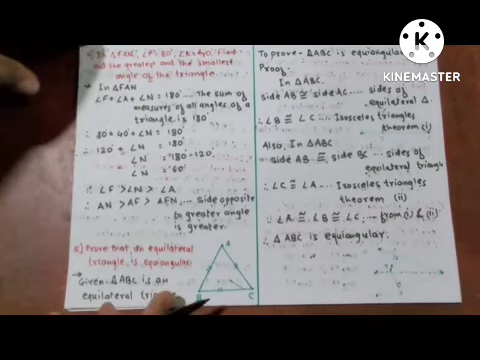 In △FAN, ∠F = 80°, ∠A = 40°. Find
out the greatest and the smallest
angle of the triangle.
In △FAN
∠F + ∠A + ∠N = 180° .... The sum of
measures of all angles of a
triangle is 180°
∴ 80 + 40 + ∠N = 180°
∴ 120° + ∠N = 180°
∠N = 180 - 120°
∠N = 60°
∴ ∠F > ∠N > ∠A
∴ AN > AF > AFN, .... side opposite
to greater angle
is greater.
5] Prove that, an equilateral
triangle is equiangular
→ Given - △ABC is an
equilateral
A
C
To prove - △ABC is equiangular
Proof.
In △ABC,
side AB ≅ side AC .... sides of
equilateral △.
∴ ∠B ≅ ∠C .... Isosceles triangles
theorem (i)
Also, In △ABC
side AB ≅ side BC ... sides of
equilateral
∴ ∠C ≅ ∠A .... Isosceles triangles
theorem (ii)
∴ ∠A ≅ ∠B ≅ ∠C .... from (i) & (ii)
∴ △ABC is equiangular.
K
KINEMASTER